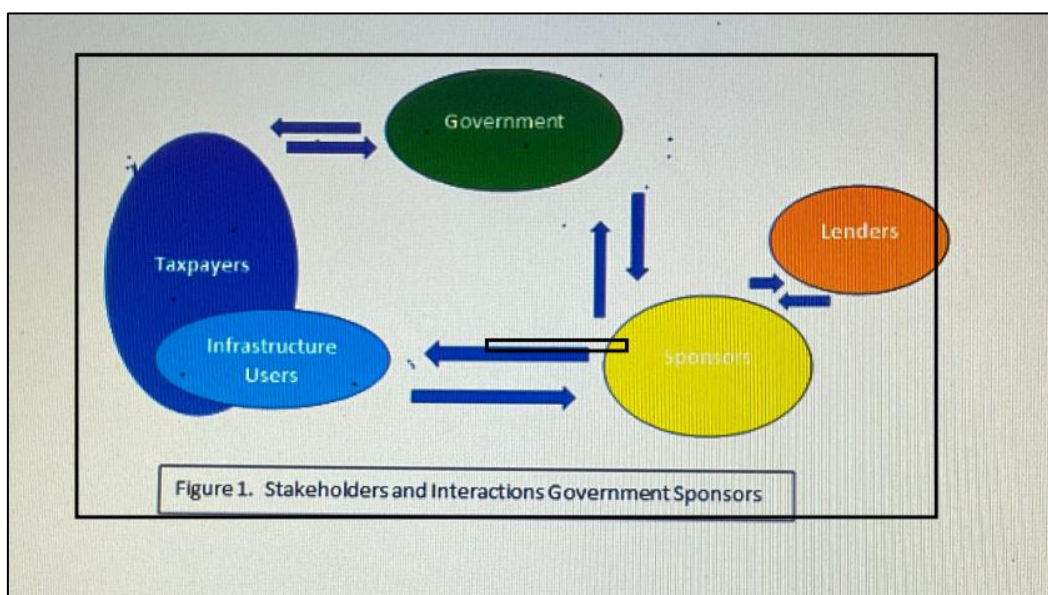 Government
Lenders
Taxpayers
Infrastructure
Users
Sponsors
Figure 1. Stakeholders and Interactions Government Sponsors